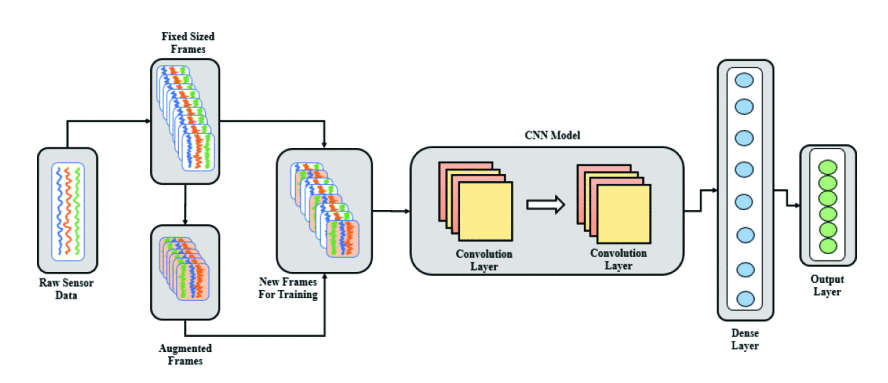 Fixed Sized
Frames
CNN Model
Convolution
Layer
Convolution
Layer
Raw Sensor
Data
New Frames
For Training
Output
Layer
Dense
Layer
Augmented
Frames